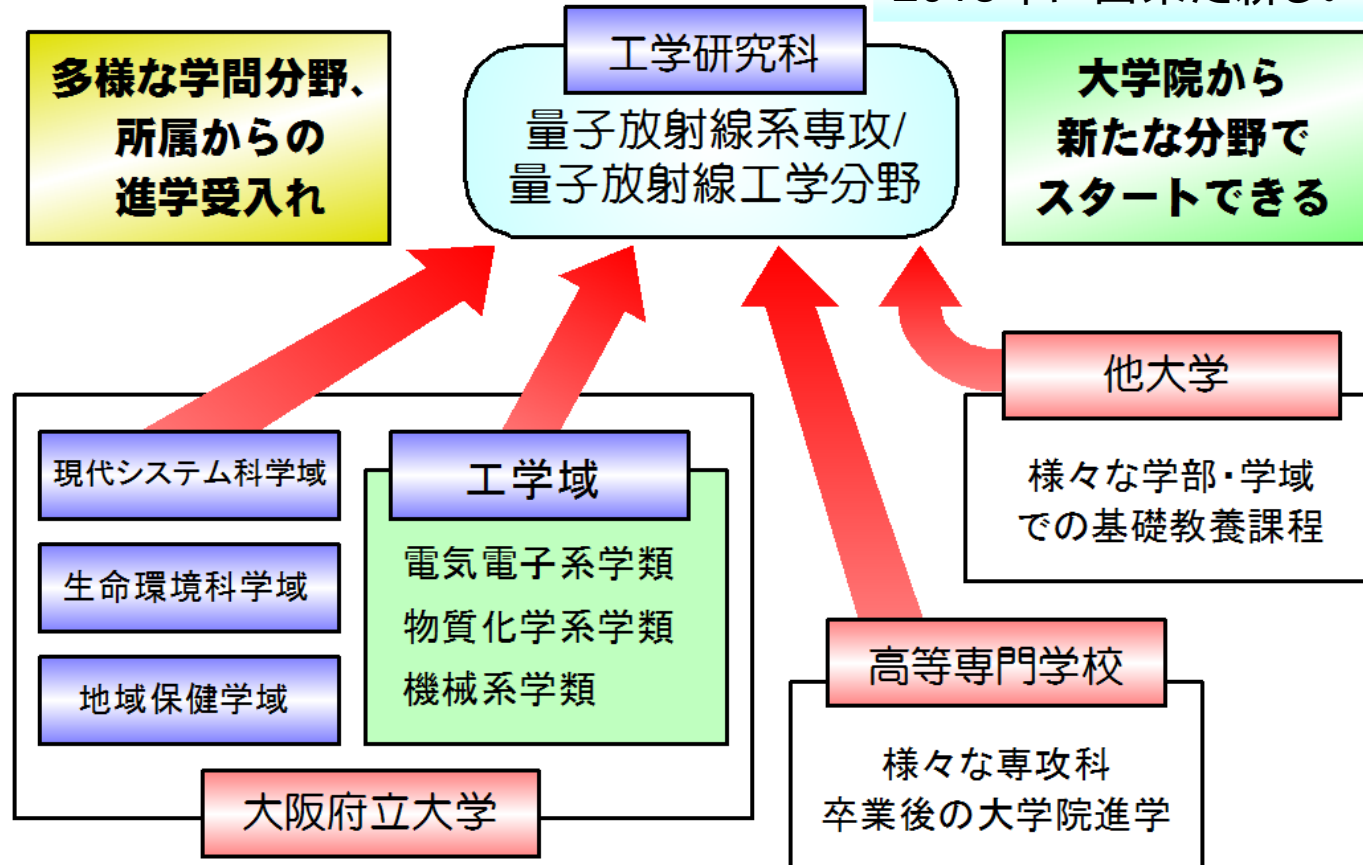 工学研究科
量子放射線系専攻/
量子放射線工学分野
多様な学問分野、
所属からの
進学受入れ
大学院から
新たな分野で
スタートできる
他大学
様々な学部・学域
での基礎教養課程
現代システム科学域
生命環境科学域
地域保健学域
工学域
電気電子系学類
物質化学系学類
機械系学類
大阪府立大学
高等専門学校
様々な専攻科
卒業後の大学院進学